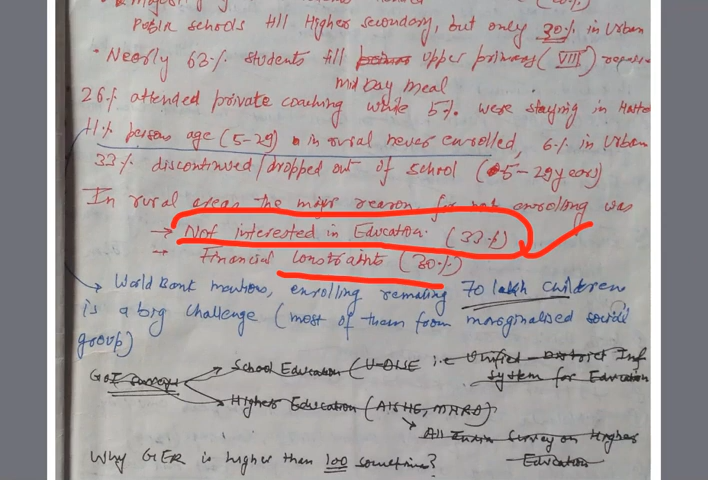 Public schools till Higher secondary, but only 30% in Urban
• Nearly 63% students till upper primary (VIII)
Mid Day Meal
26% attended private coaching while 5% were staying in
11% persons age (5-29) in rural never enrolled, 6% in Urban
33% discontinued/dropped out of school (5-29 years)
In rural areas the major reason for not enrolling was
→ Not interested in Education. (33%)
→ Financial constraints (30%)
→ World Bank mentions, enrolling remaining 70 lakh children
is a big challenge (most of them from marginalised social
group)
→ School Education (U-DISE i.e Unified District Inf
GoI surveys
System for Education
→ Higher Education (AISHE, MHRD)
→ All India Survey on Higher
Education
Why GER is higher than 100 sometimes?